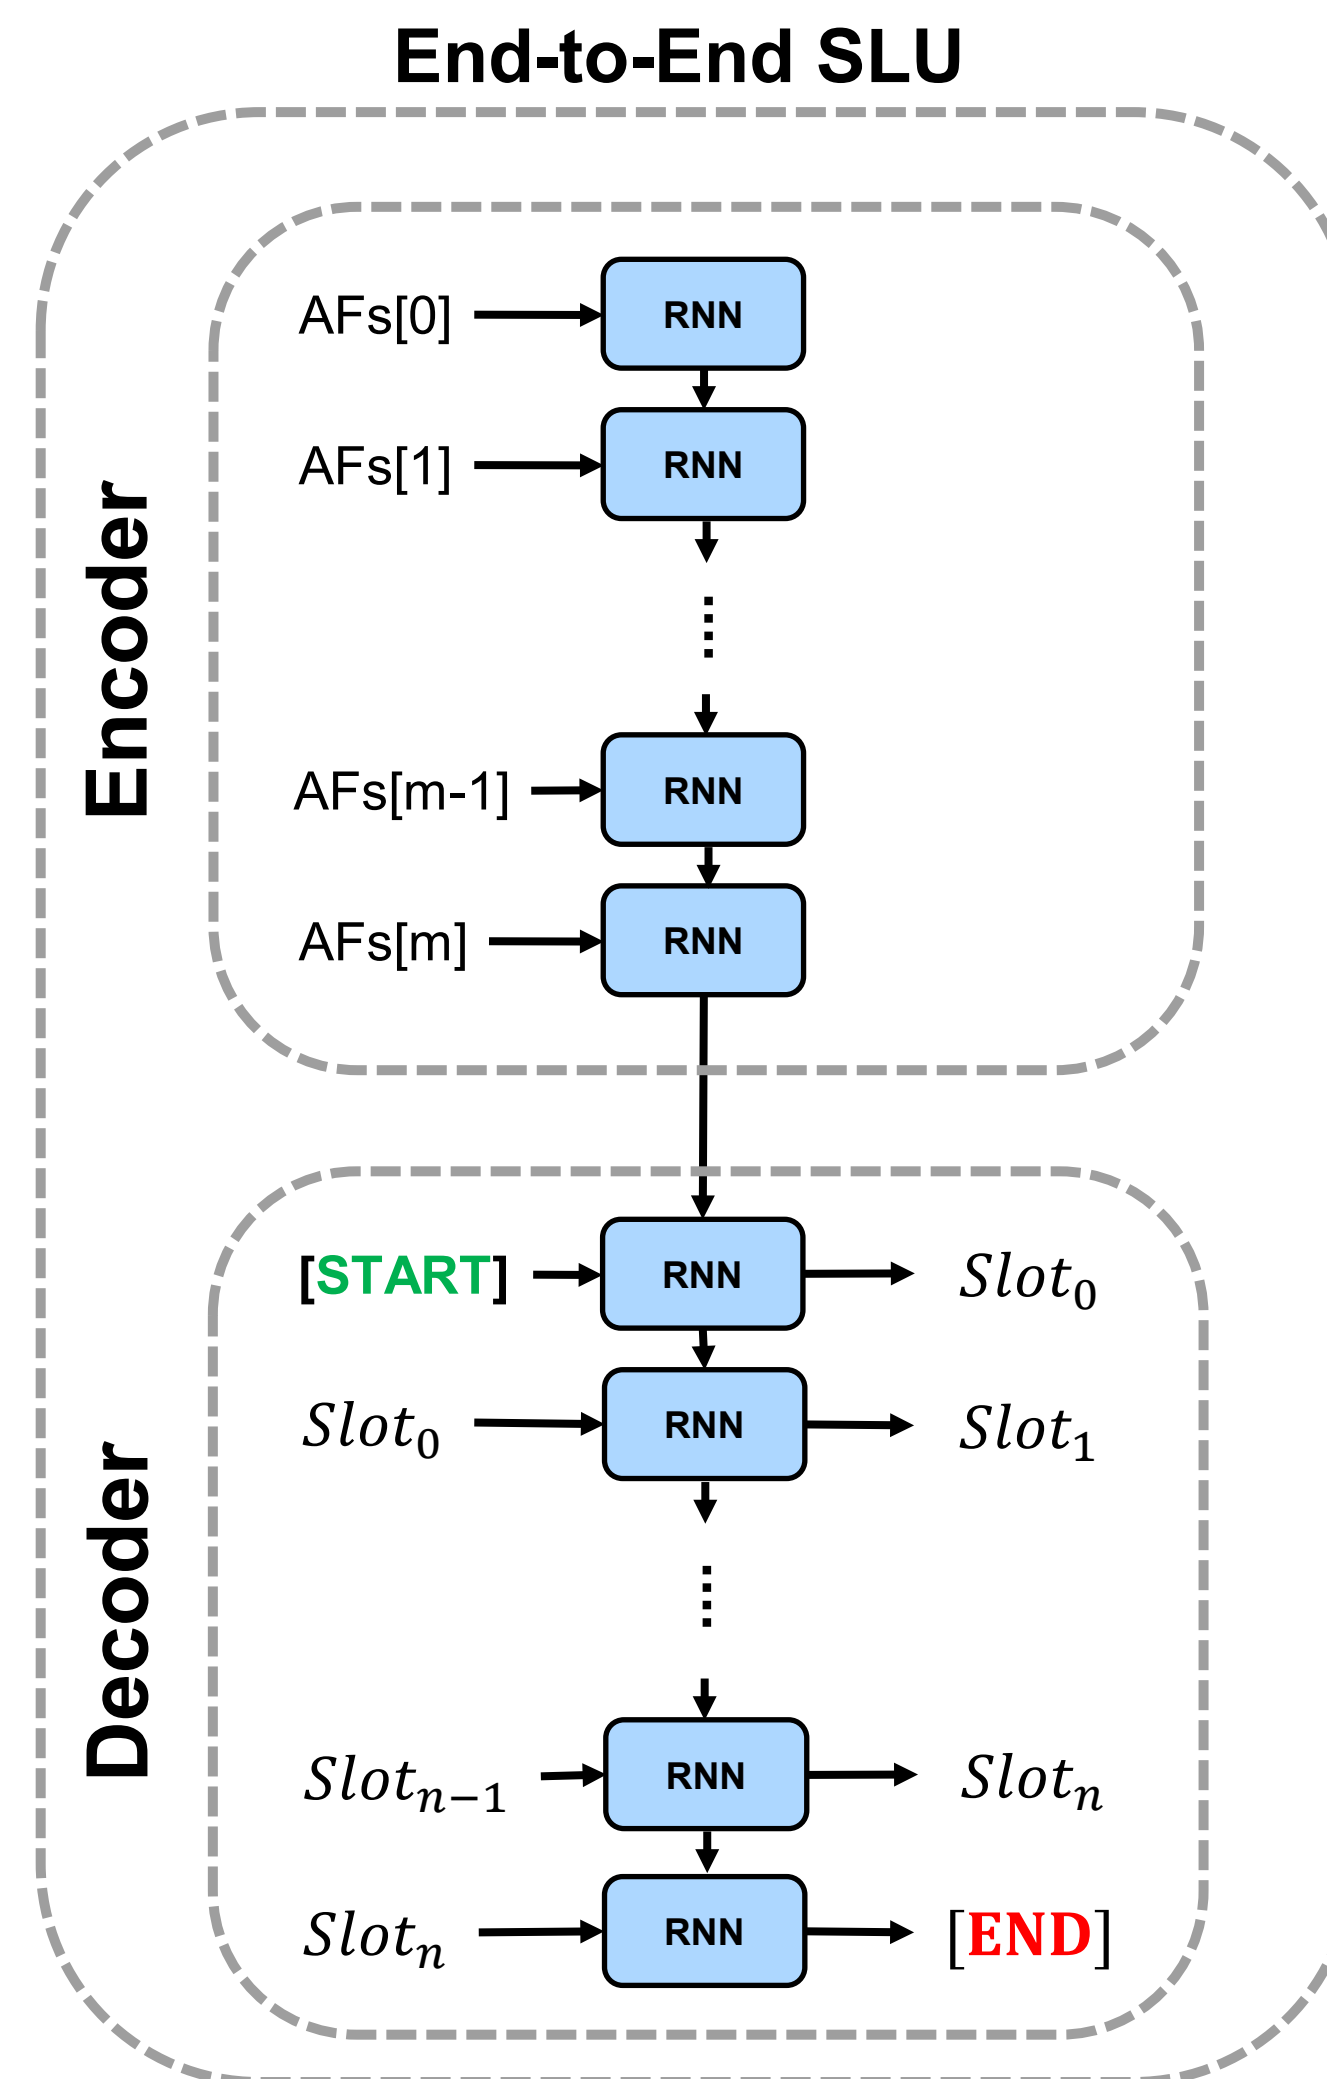 End-to-End SLU
Encoder
AFs[0] RNN
AFs[1] RNN
AFs[m-1] RNN
AFs[m] RNN
Decoder
[START] RNN Slot₀
Slot₀ RNN Slot₁
Slotₙ₋₁ RNN Slotₙ
Slotₙ RNN [END]